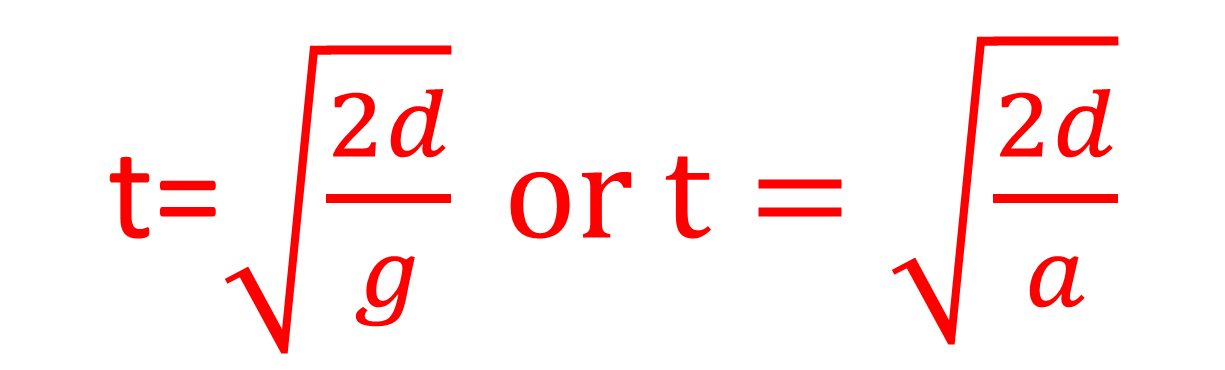 t=√(2d/g) or t = √(2d/a)